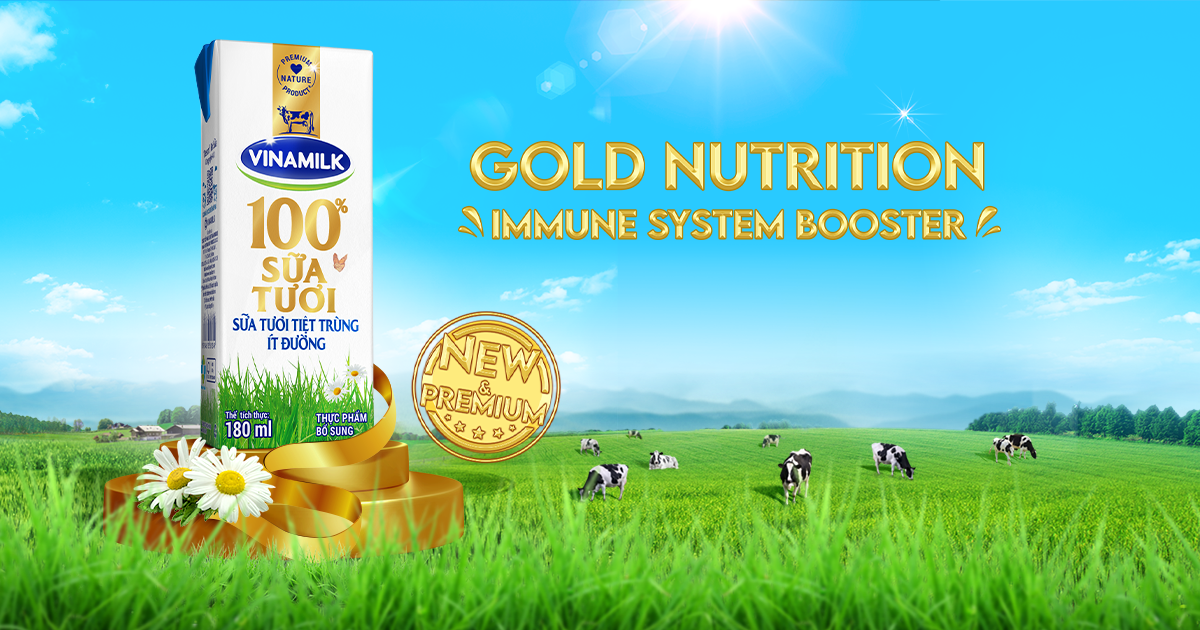 PREMIUM
NATURE
PRODUCT
VINAMILK
100%
SỮA
TƯƠI
SỮA TƯƠI TIỆT TRÙNG
ÍT ĐƯỜNG
Thể tích thực:
180 ml
THỰC PHẨM
BỔ SUNG
GOLD NUTRITION
IMMUNE SYSTEM BOOSTER
NEW
&
PREMIUM